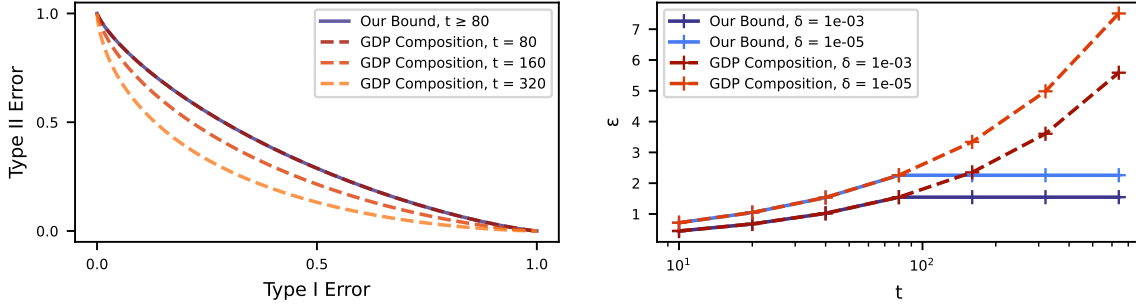 1.0
0.5
0.0
Type II Error
Our Bound, t ≥ 80
GDP Composition, t = 80
GDP Composition, t = 160
GDP Composition, t = 320
0.0
0.5
1.0
Type I Error
7
6
5
4
3
2
1
ε
Our Bound, δ = 1e-03
Our Bound, δ = 1e-05
GDP Composition, δ = 1e-03
GDP Composition, δ = 1e-05
10¹
10²
t